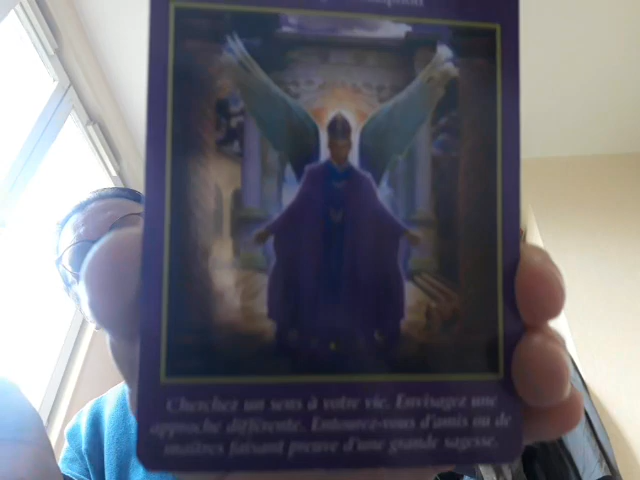 Cherchez un sens à votre vie. Envisagez une
approche différente. Entourez-vous d'amis ou de
maîtres faisant preuve d'une grande sagesse.